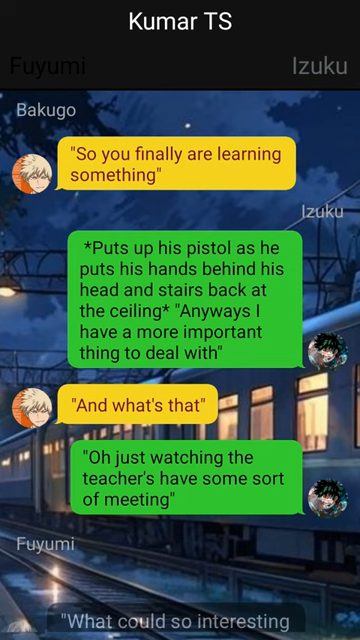 Kumar TS
Fuyumi
Izuku
Bakugo
"So you finally are learning
something"
Izuku
*Puts up his pistol as he
puts his hands behind his
head and stairs back at
the ceiling* "Anyways I
have a more important
thing to deal with"
"And what's that"
"Oh just watching the
teacher's have some sort
of meeting"
Fuyumi
"What could so interesting